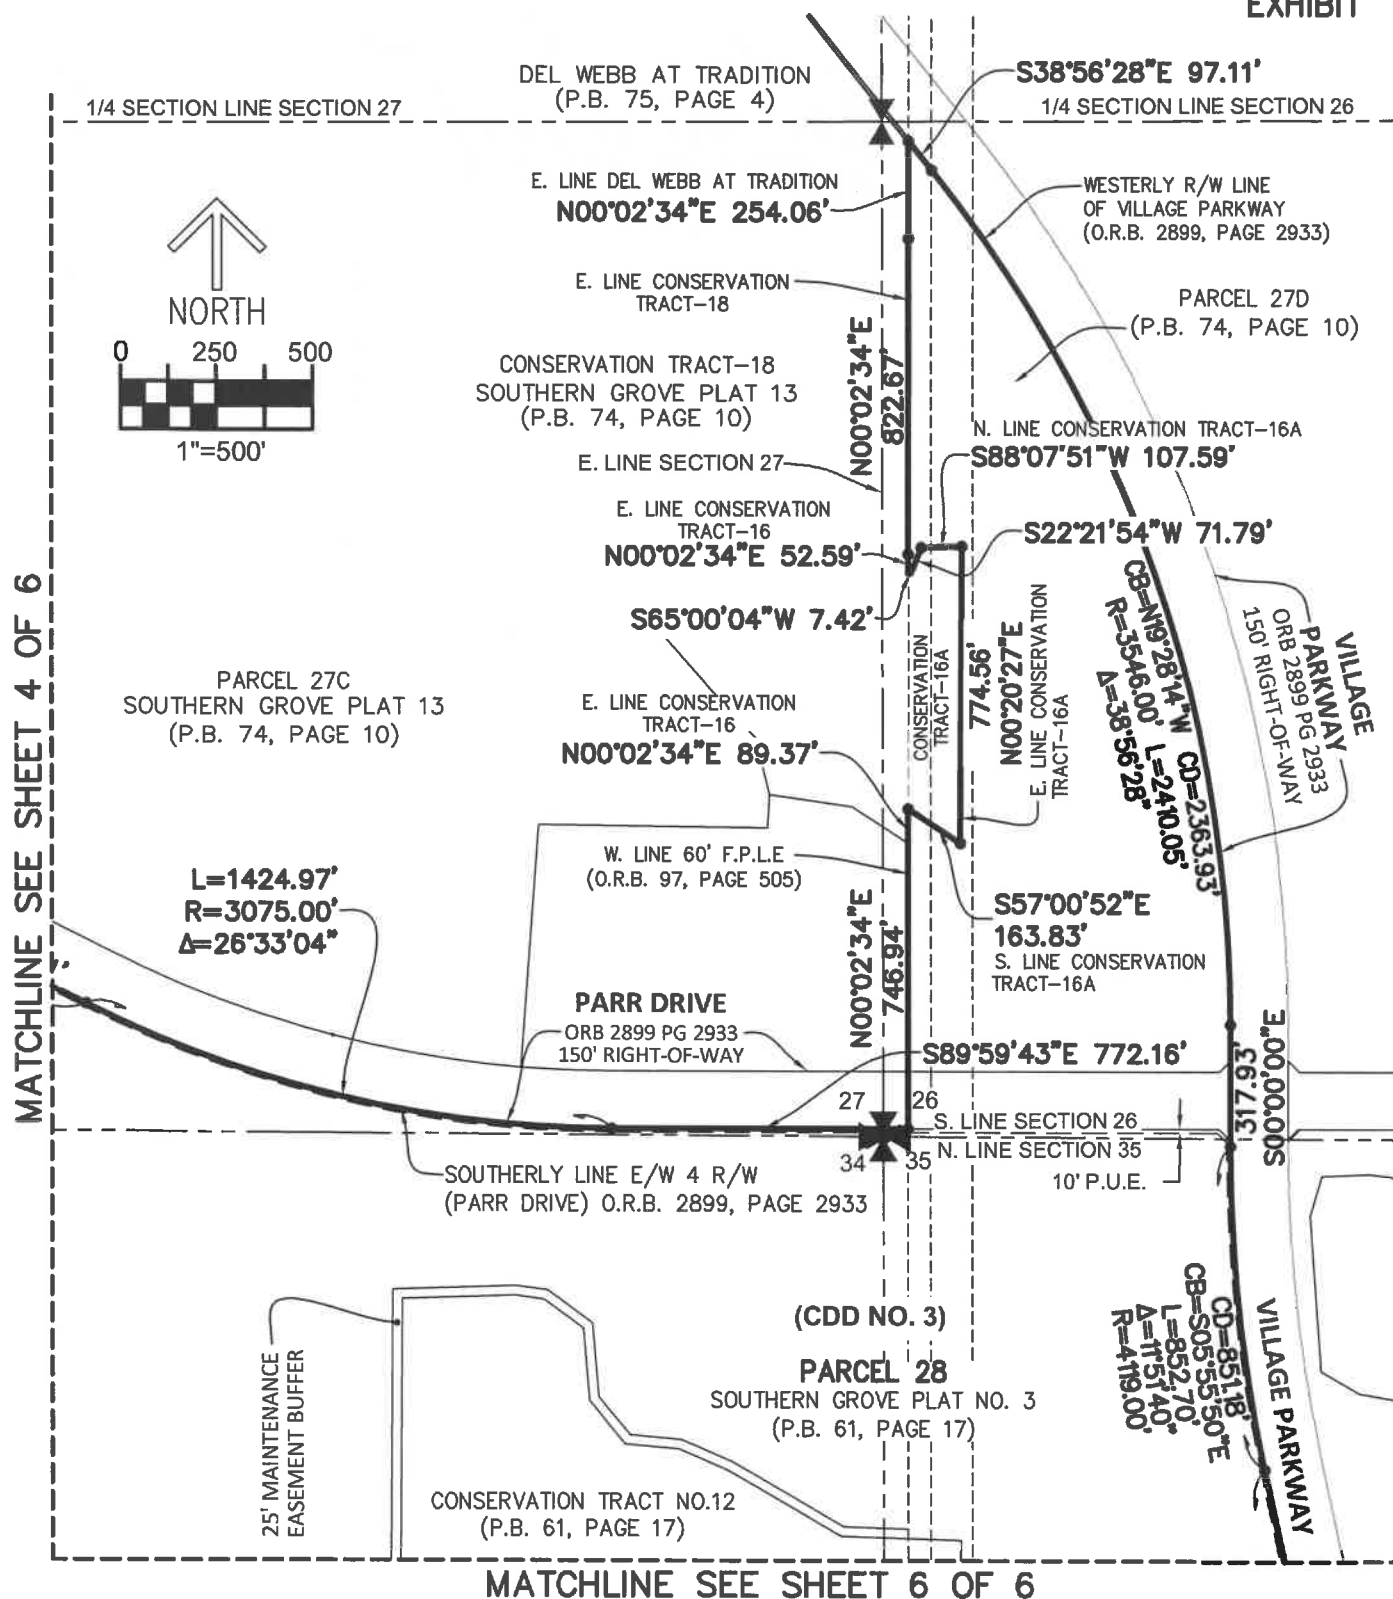 EXHIBIT
DEL WEBB AT TRADITION
(P.B. 75, PAGE 4)
S38°56'28"E 97.11'
1/4 SECTION LINE SECTION 27
1/4 SECTION LINE SECTION 26
E. LINE DEL WEBB AT TRADITION
N00°02'34"E 254.06'
WESTERLY R/W LINE
OF VILLAGE PARKWAY
(O.R.B. 2899, PAGE 2933)
NORTH
0 250 500
1"=500'
E. LINE CONSERVATION
TRACT-18
PARCEL 27D
(P.B. 74, PAGE 10)
N00°02'34"E
822.67'
CONSERVATION TRACT-18
SOUTHERN GROVE PLAT 13
(P.B. 74, PAGE 10)
N. LINE CONSERVATION TRACT-16A
S88°07'51"W 107.59'
E. LINE SECTION 27
E. LINE CONSERVATION
TRACT-16
N00°02'34"E 52.59'
S22°21'54"W 71.79'
S65°00'04"W 7.42'
MATCHLINE SEE SHEET 4 OF 6
PARCEL 27C
SOUTHERN GROVE PLAT 13
(P.B. 74, PAGE 10)
CONSERVATION
TRACT-16A
774.56'
N00°20'27"E
E. LINE CONSERVATION
TRACT-16A
CB=N19°28'14"W CD=2363.93'
R=3546.00' L=2410.05'
Δ=38°56'28"
VILLAGE
PARKWAY
ORB 2899 PG 2933
150' RIGHT-OF-WAY
E. LINE CONSERVATION
TRACT-16
N00°02'34"E 89.37'
W. LINE 60' F.P.L.E
(O.R.B. 97, PAGE 505)
L=1424.97'
R=3075.00'
Δ=26°33'04"
N00°02'34"E
746.94'
S57°00'52"E
163.83'
S. LINE CONSERVATION
TRACT-16A
PARR DRIVE
ORB 2899 PG 2933
150' RIGHT-OF-WAY
S89°59'43"E 772.16'
317.93'
S00°00'00"E
27 26
34 35
S. LINE SECTION 26
N. LINE SECTION 35
10' P.U.E.
SOUTHERLY LINE E/W 4 R/W
(PARR DRIVE) O.R.B. 2899, PAGE 2933
25' MAINTENANCE
EASEMENT BUFFER
(CDD NO. 3)
PARCEL 28
SOUTHERN GROVE PLAT NO. 3
(P.B. 61, PAGE 17)
CD=851.18'
CB=S05°55'50"E
L=852.70'
Δ=11°51'40"
R=4119.00'
VILLAGE PARKWAY
CONSERVATION TRACT NO.12
(P.B. 61, PAGE 17)
MATCHLINE SEE SHEET 6 OF 6